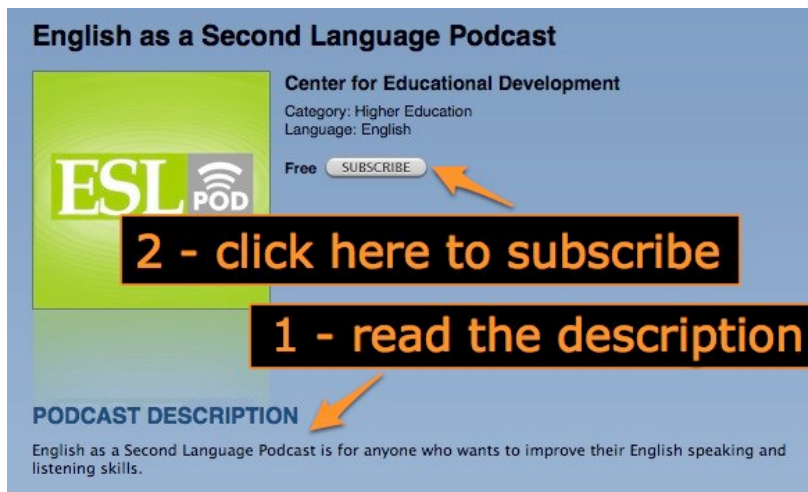 English as a Second Language Podcast
Center for Educational Development
Category: Higher Education
Language: English
Free SUBSCRIBE
ESL POD
2 - click here to subscribe
1 - read the description
PODCAST DESCRIPTION
English as a Second Language Podcast is for anyone who wants to improve their English speaking and
listening skills.